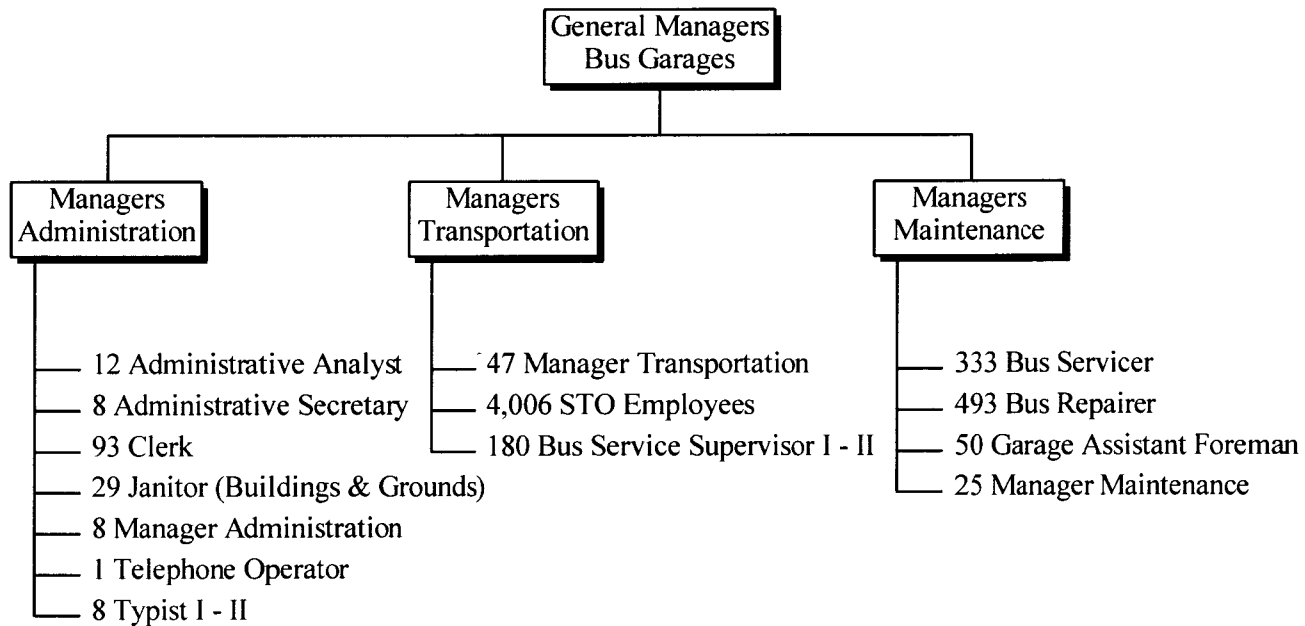 General Managers
Bus Garages
Managers
Administration
Managers
Transportation
Managers
Maintenance
12 Administrative Analyst
8 Administrative Secretary
93 Clerk
29 Janitor (Buildings & Grounds)
8 Manager Administration
1 Telephone Operator
8 Typist I - II
47 Manager Transportation
4,006 STO Employees
180 Bus Service Supervisor I - II
333 Bus Servicer
493 Bus Repairer
50 Garage Assistant Foreman
25 Manager Maintenance